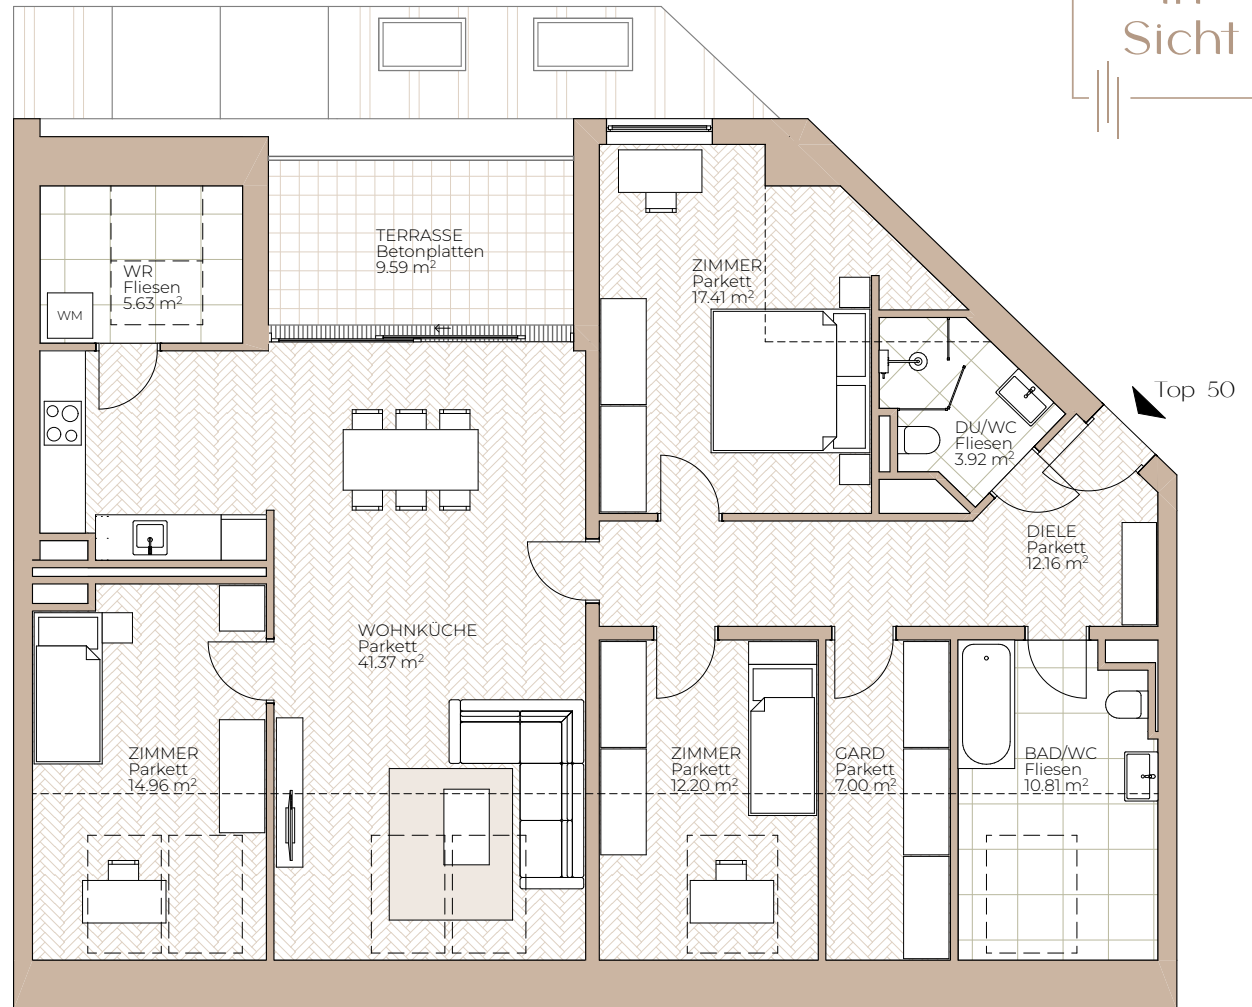 Sicht
TERRASSE
Betonplatten
9.59 m²
WR
Fliesen
5.63 m²
WM
ZIMMER
Parkett
17.41 m²
Top 50
DU/WC
Fliesen
3.92 m²
DIELE
Parkett
12.16 m²
WOHNKÜCHE
Parkett
41.37 m²
ZIMMER
Parkett
14.96 m²
ZIMMER
Parkett
12.20 m²
GARD
Parkett
7.00 m²
BAD/WC
Fliesen
10.81 m²